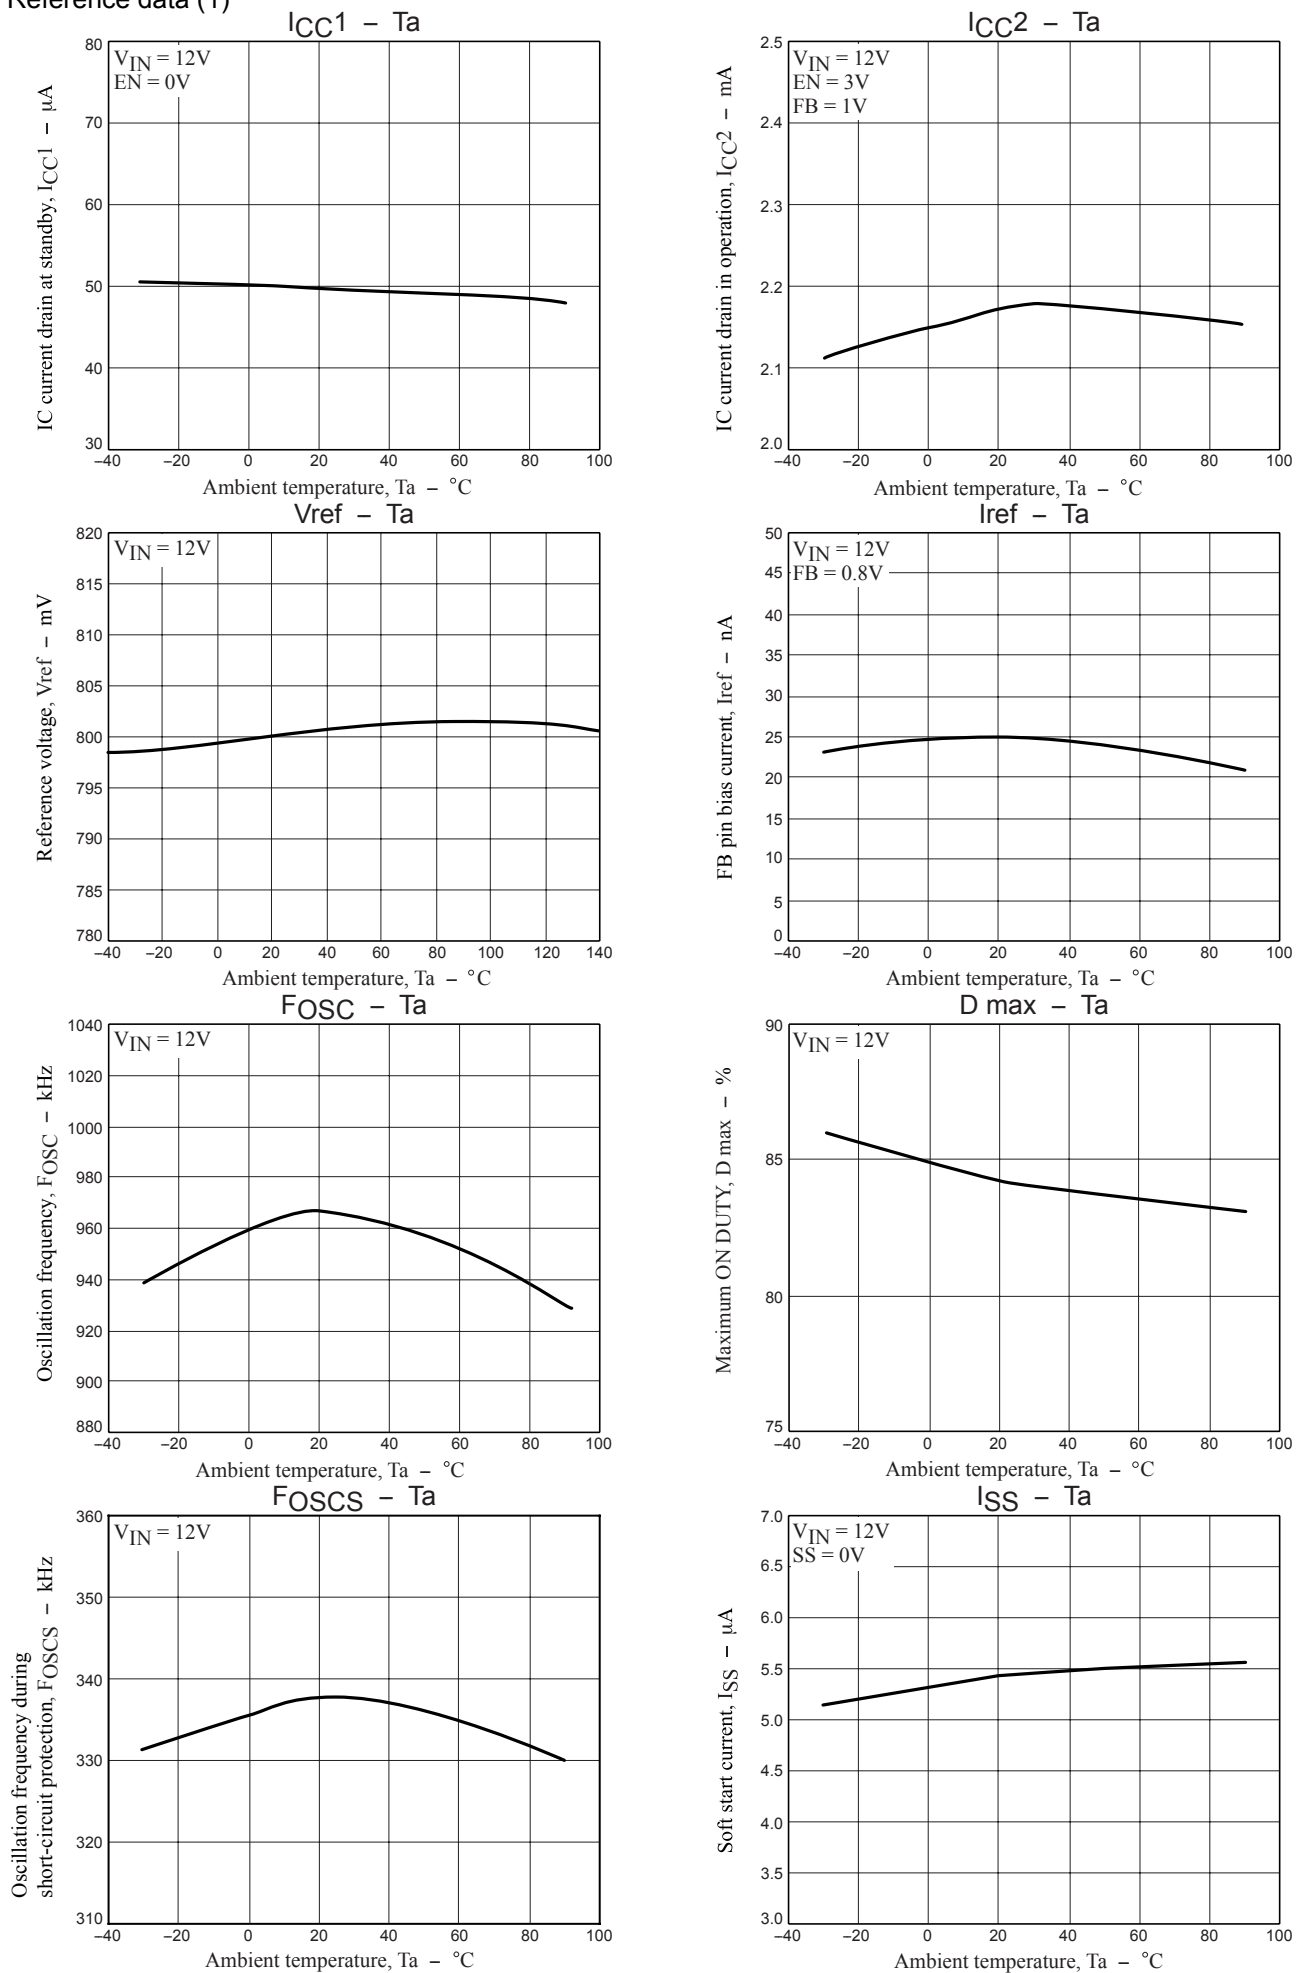 Reference data (1)
ICC1 – Ta
VIN = 12V
EN = 0V
IC current drain at standby, ICC1 – μA
80
70
60
50
40
30
–40 –20 0 20 40 60 80 100
Ambient temperature, Ta – °C
ICC2 – Ta
VIN = 12V
EN = 3V
FB = 1V
IC current drain in operation, ICC2 – mA
2.5
2.4
2.3
2.2
2.1
2.0
–40 –20 0 20 40 60 80 100
Ambient temperature, Ta – °C
Vref – Ta
VIN = 12V
Reference voltage, Vref – mV
820
815
810
805
800
795
790
785
780
–40 –20 0 20 40 60 80 100 120 140
Ambient temperature, Ta – °C
Iref – Ta
VIN = 12V
FB = 0.8V
FB pin bias current, Iref – nA
50
45
40
35
30
25
20
15
10
5
0
–40 –20 0 20 40 60 80 100
Ambient temperature, Ta – °C
FOSC – Ta
VIN = 12V
Oscillation frequency, FOSC – kHz
1040
1020
1000
980
960
940
920
900
880
–40 –20 0 20 40 60 80 100
Ambient temperature, Ta – °C
D max – Ta
VIN = 12V
Maximum ON DUTY, D max – %
90
85
80
75
–40 –20 0 20 40 60 80 100
Ambient temperature, Ta – °C
FOSCS – Ta
VIN = 12V
Oscillation frequency during
short-circuit protection, FOSCS – kHz
360
350
340
330
320
310
–40 –20 0 20 40 60 80 100
Ambient temperature, Ta – °C
ISS – Ta
VIN = 12V
SS = 0V
Soft start current, ISS – μA
7.0
6.5
6.0
5.5
5.0
4.5
4.0
3.5
3.0
–40 –20 0 20 40 60 80 100
Ambient temperature, Ta – °C